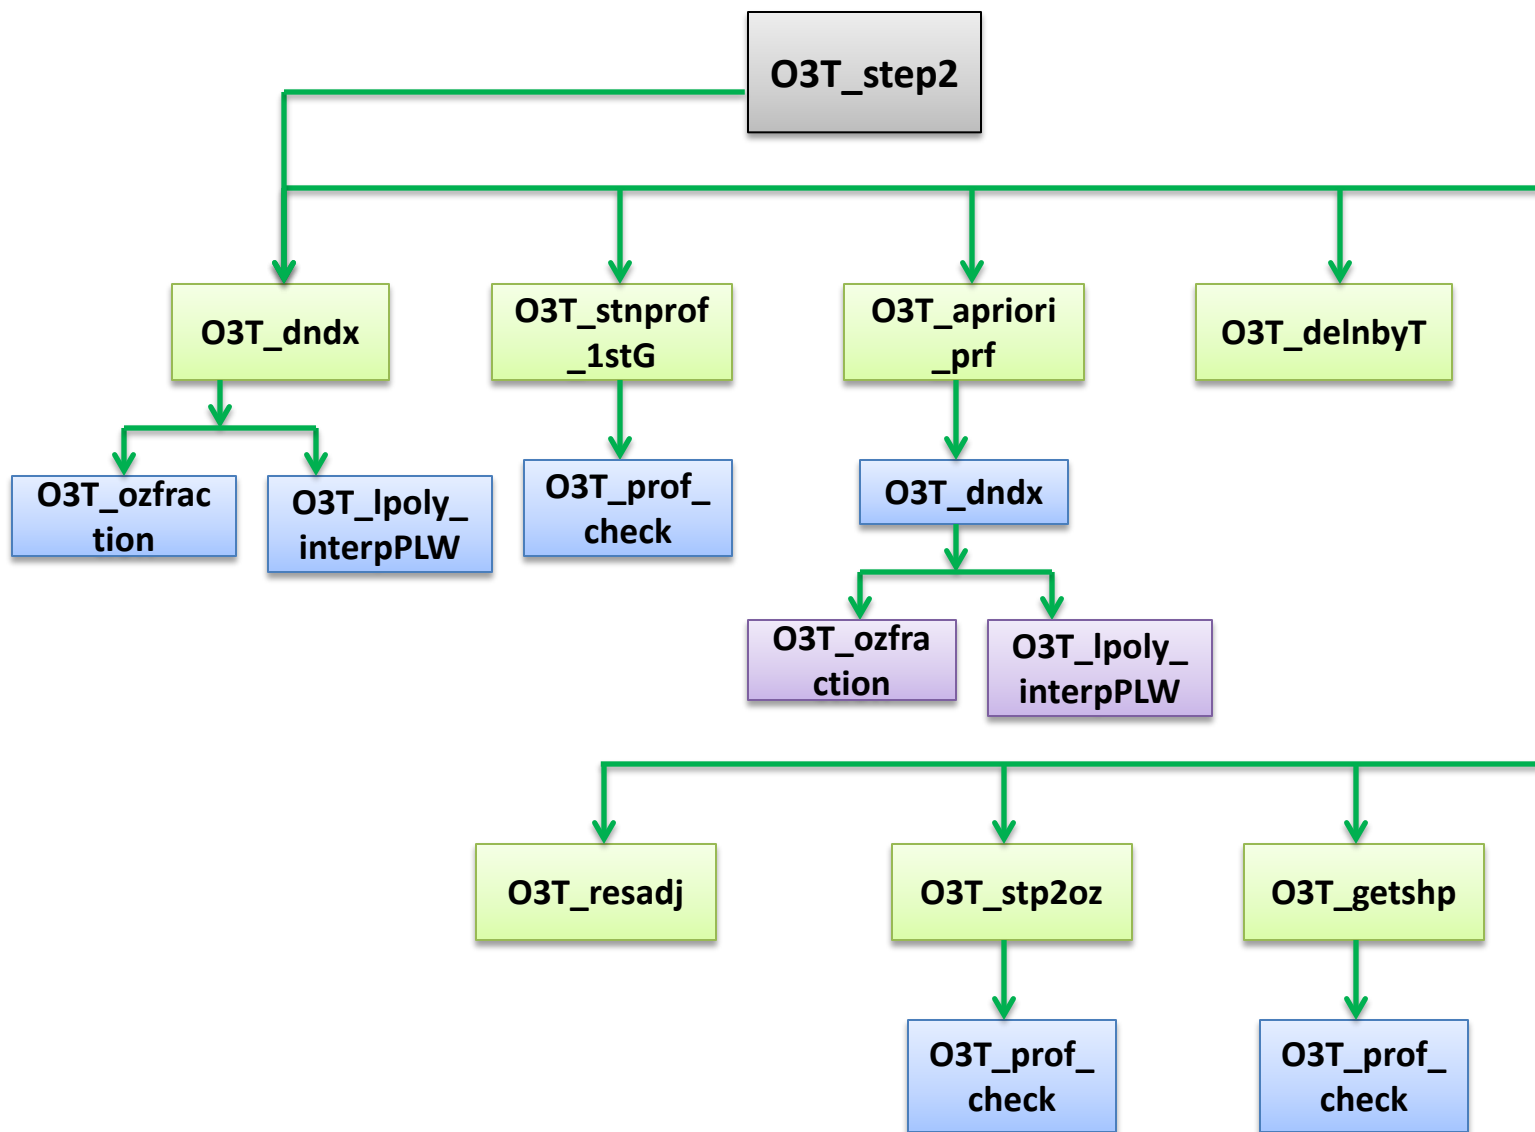 O3T_step2
O3T_dndx
O3T_stnprof
_1stG
O3T_apriori
_prf
O3T_delnbyT
O3T_ozfrac
tion
O3T_lpoly_
interpPLW
O3T_prof_
check
O3T_dndx
O3T_ozfra
ction
O3T_lpoly_
interpPLW
O3T_resadj
O3T_stp2oz
O3T_getshp
O3T_prof_
check
O3T_prof_
check